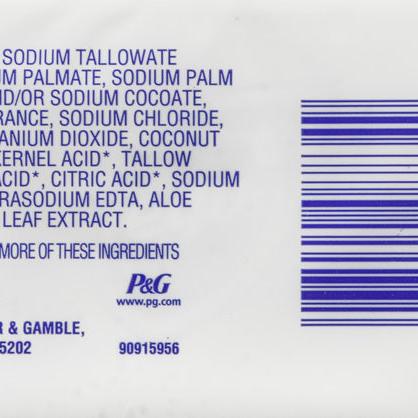 SODIUM TALLOWATE
UM PALMATE, SODIUM PALM
ND/OR SODIUM COCOATE,
RANCE, SODIUM CHLORIDE,
ANIUM DIOXIDE, COCONUT
KERNEL ACID*, TALLOW
ACID*, CITRIC ACID*, SODIUM
RASODIUM EDTA, ALOE
LEAF EXTRACT.
MORE OF THESE INGREDIENTS
P&G
www.pg.com
R & GAMBLE,
5202
90915956